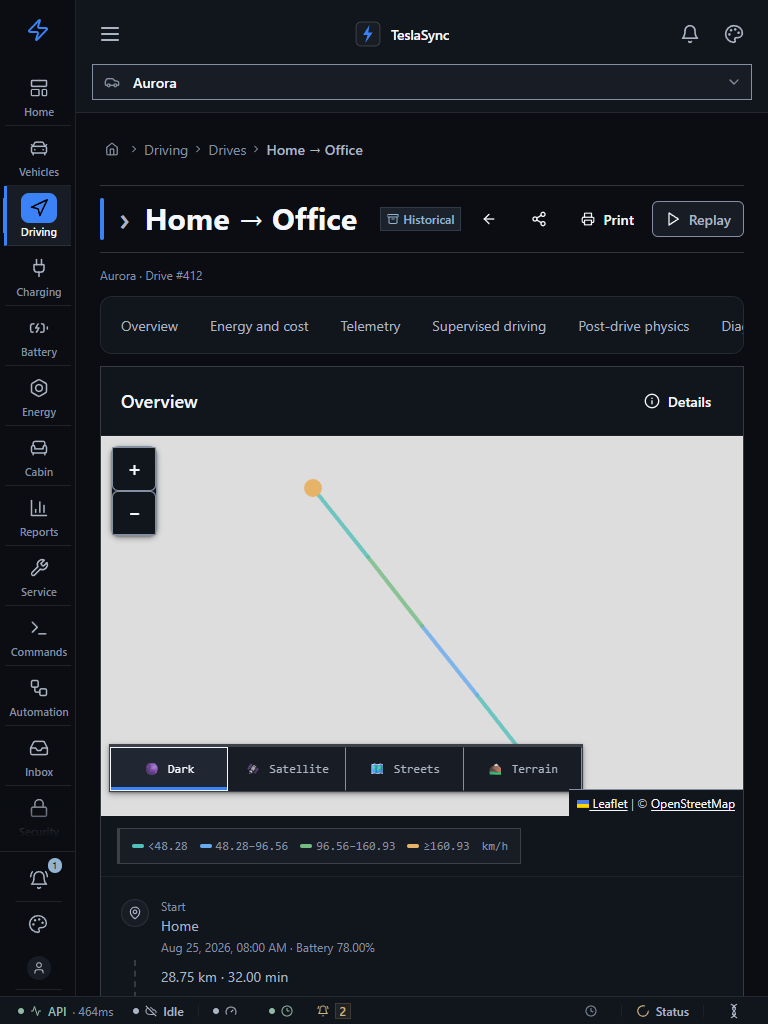 TeslaSync
Aurora
Home
Vehicles
Driving
Charging
Battery
Energy
Cabin
Reports
Service
Commands
Automation
Inbox
Security
1
Driving > Drives > Home → Office
› Home → Office
Historical
Print
Replay
Aurora · Drive #412
Overview Energy and cost Telemetry Supervised driving Post-drive physics Dia
Overview
Details
+
−
Dark Satellite Streets Terrain
Leaflet | © OpenStreetMap
<48.28 48.28–96.56 96.56–160.93 ≥160.93 km/h
Start
Home
Aug 25, 2026, 08:00 AM · Battery 78.00%
28.75 km · 32.00 min
API · 464ms Idle 2 Status